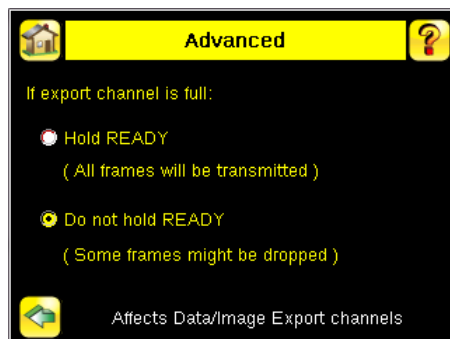 Advanced
?
If export channel is full:
Hold READY
( All frames will be transmitted )
Do not hold READY
( Some frames might be dropped )
Affects Data/Image Export channels